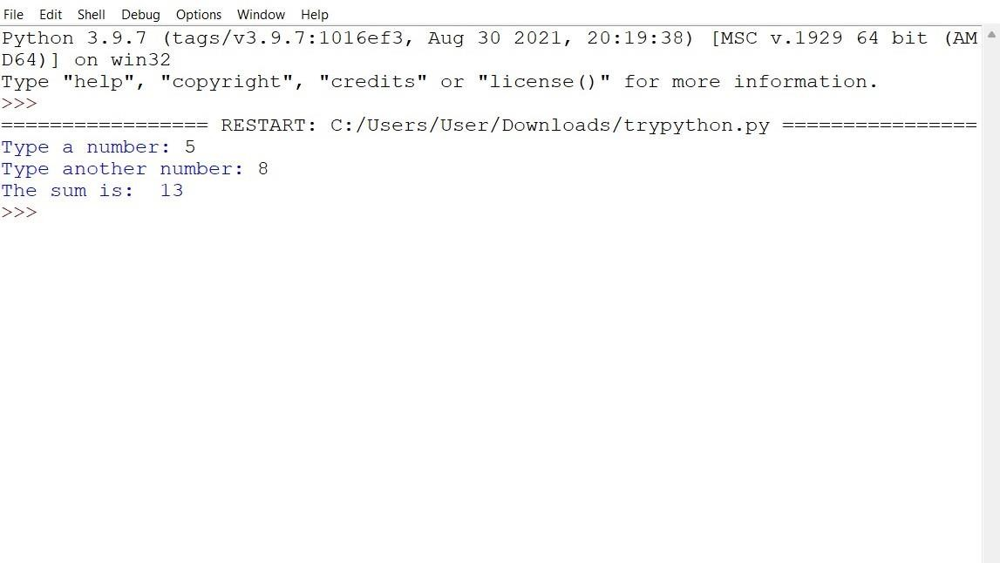 File Edit Shell Debug Options Window Help
Python 3.9.7 (tags/v3.9.7:1016ef3, Aug 30 2021, 20:19:38) [MSC v.1929 64 bit (AM
D64)] on win32
Type "help", "copyright", "credits" or "license()" for more information.
>>>
================= RESTART: C:/Users/User/Downloads/trypython.py ================
Type a number: 5
Type another number: 8
The sum is:  13
>>>